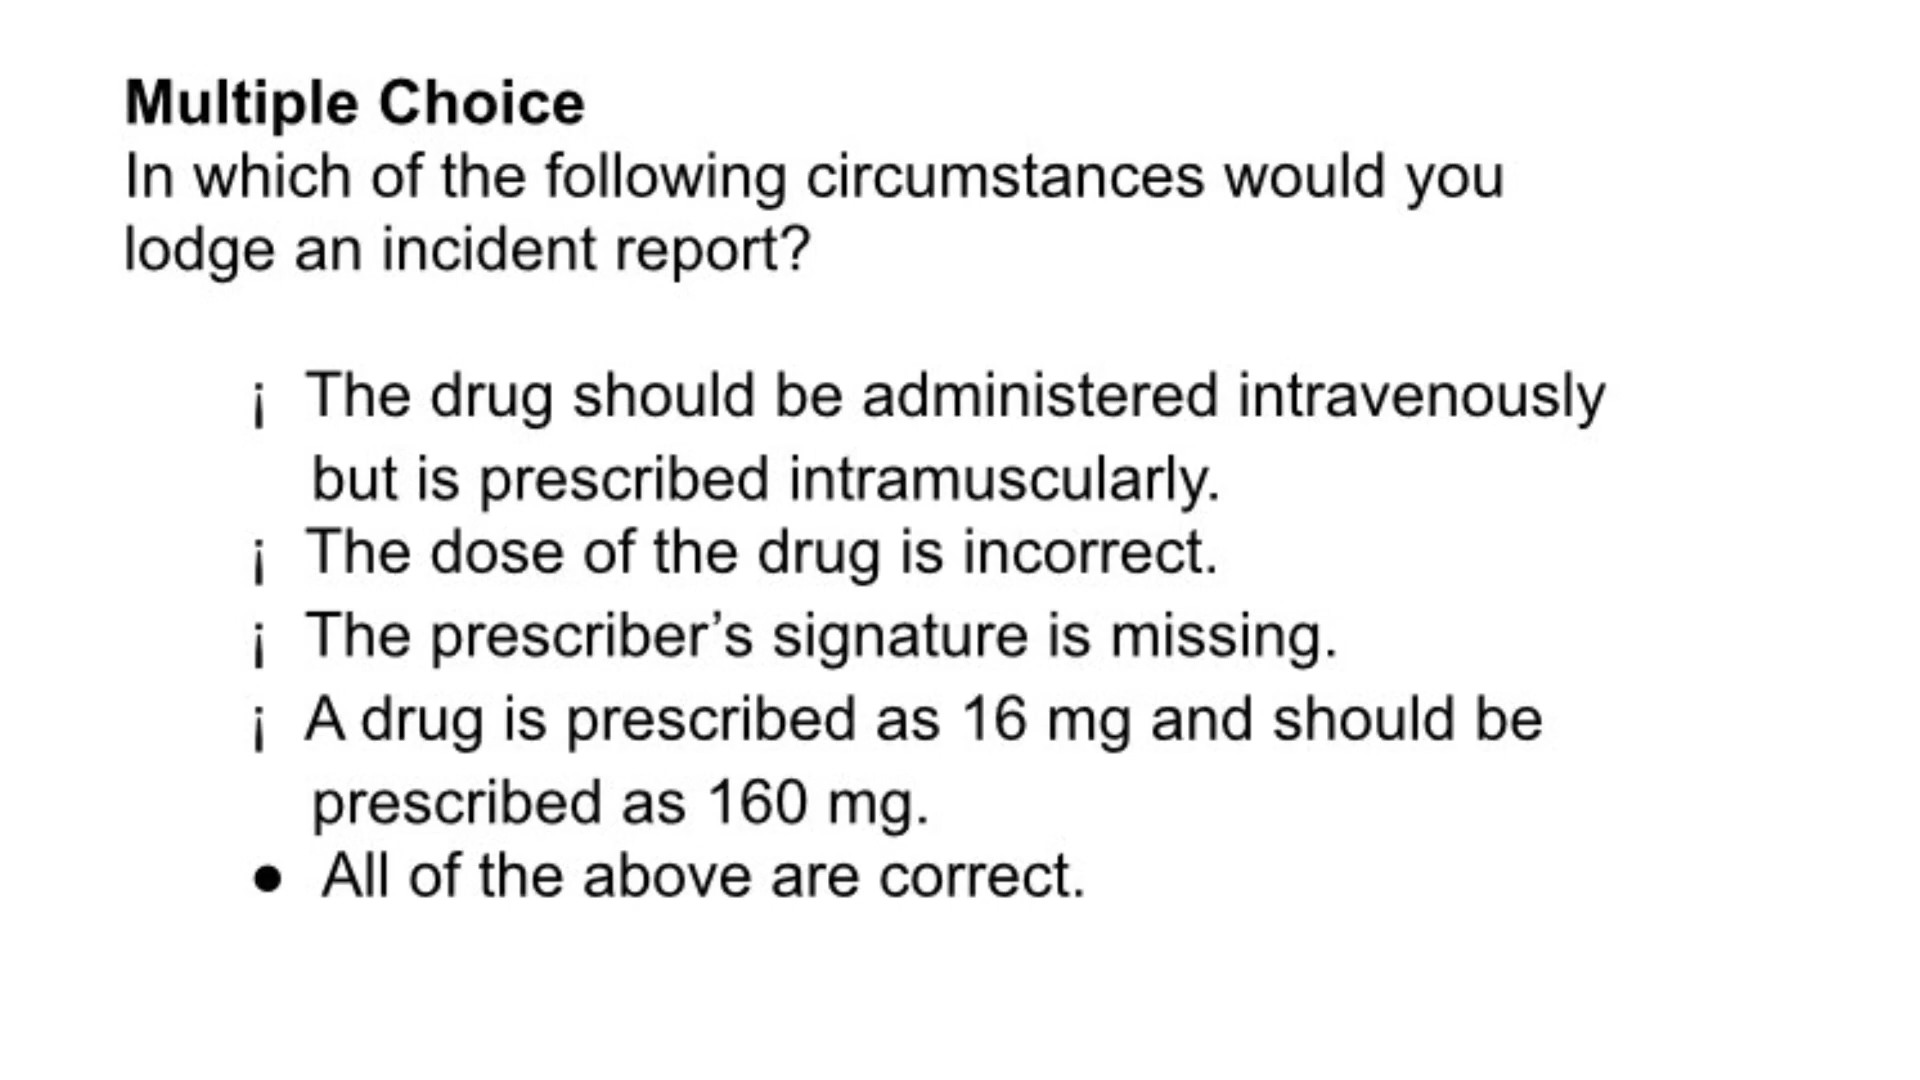 Multiple Choice
In which of the following circumstances would you
lodge an incident report?
¡ The drug should be administered intravenously
but is prescribed intramuscularly.
¡ The dose of the drug is incorrect.
¡ The prescriber’s signature is missing.
¡ A drug is prescribed as 16 mg and should be
prescribed as 160 mg.
● All of the above are correct.